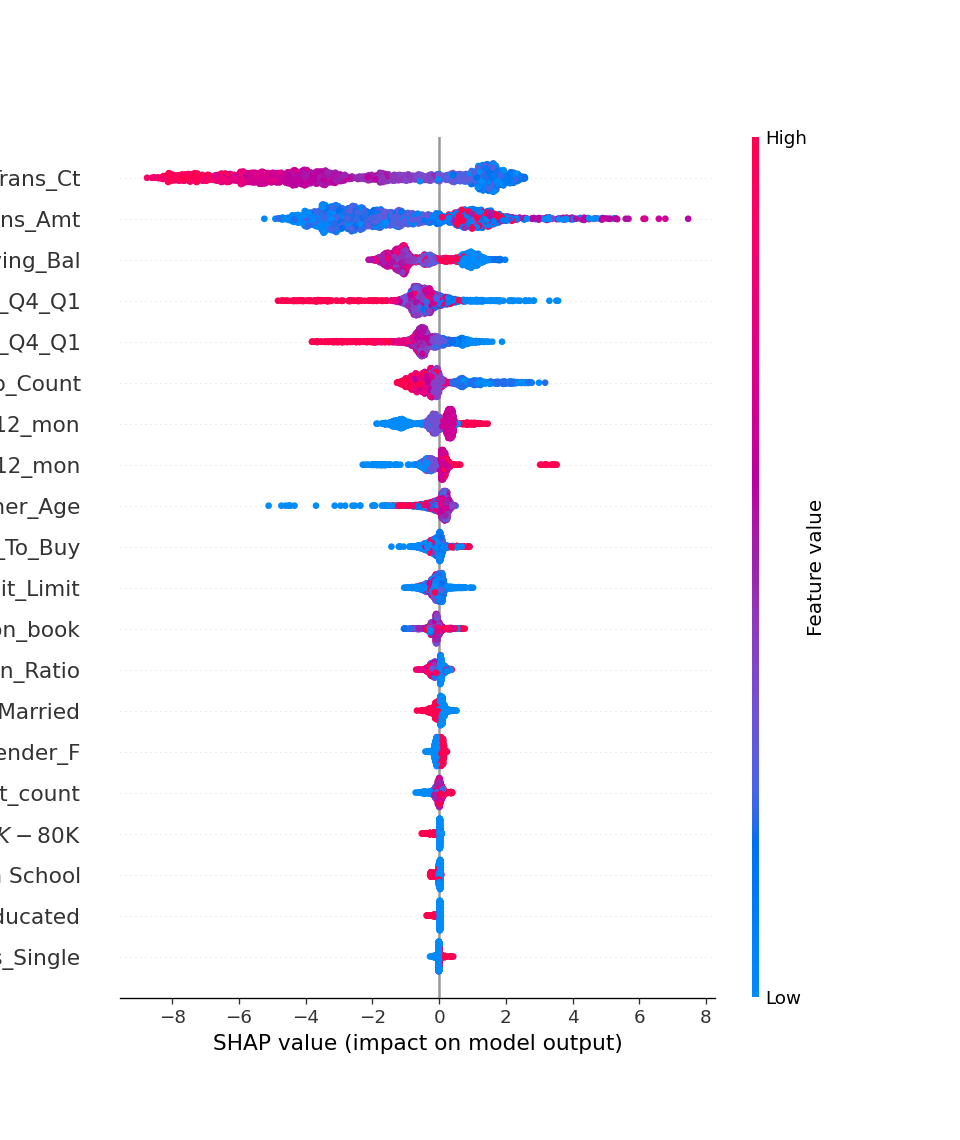 High
Trans_Ct
ns_Amt
ving_Bal
_Q4_Q1
_Q4_Q1
p_Count
12_mon
12_mon
ner_Age
_To_Buy
it_Limit
on_book
n_Ratio
Married
ender_F
t_count
K − 80K
h School
ducated
s_Single
Feature value
Low
−8 −6 −4 −2 0 2 4 6 8
SHAP value (impact on model output)